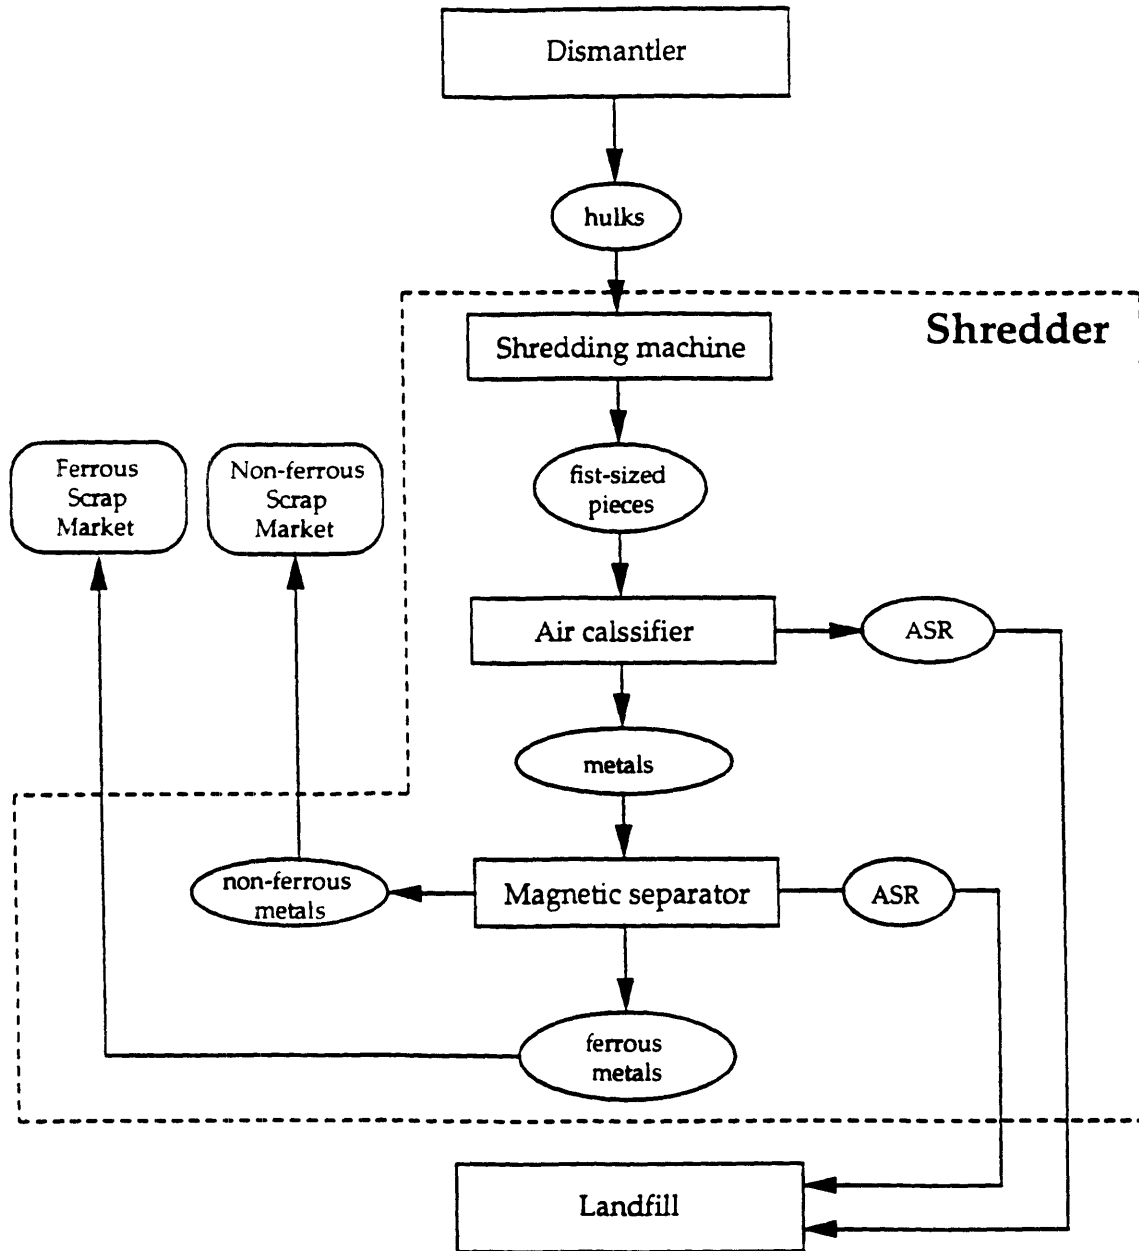 Dismantler
hulks
Shredder
Shredding machine
Ferrous
Scrap
Market
Non-ferrous
Scrap
Market
fist-sized
pieces
Air calssifier
ASR
metals
non-ferrous
metals
Magnetic separator
ASR
ferrous
metals
Landfill